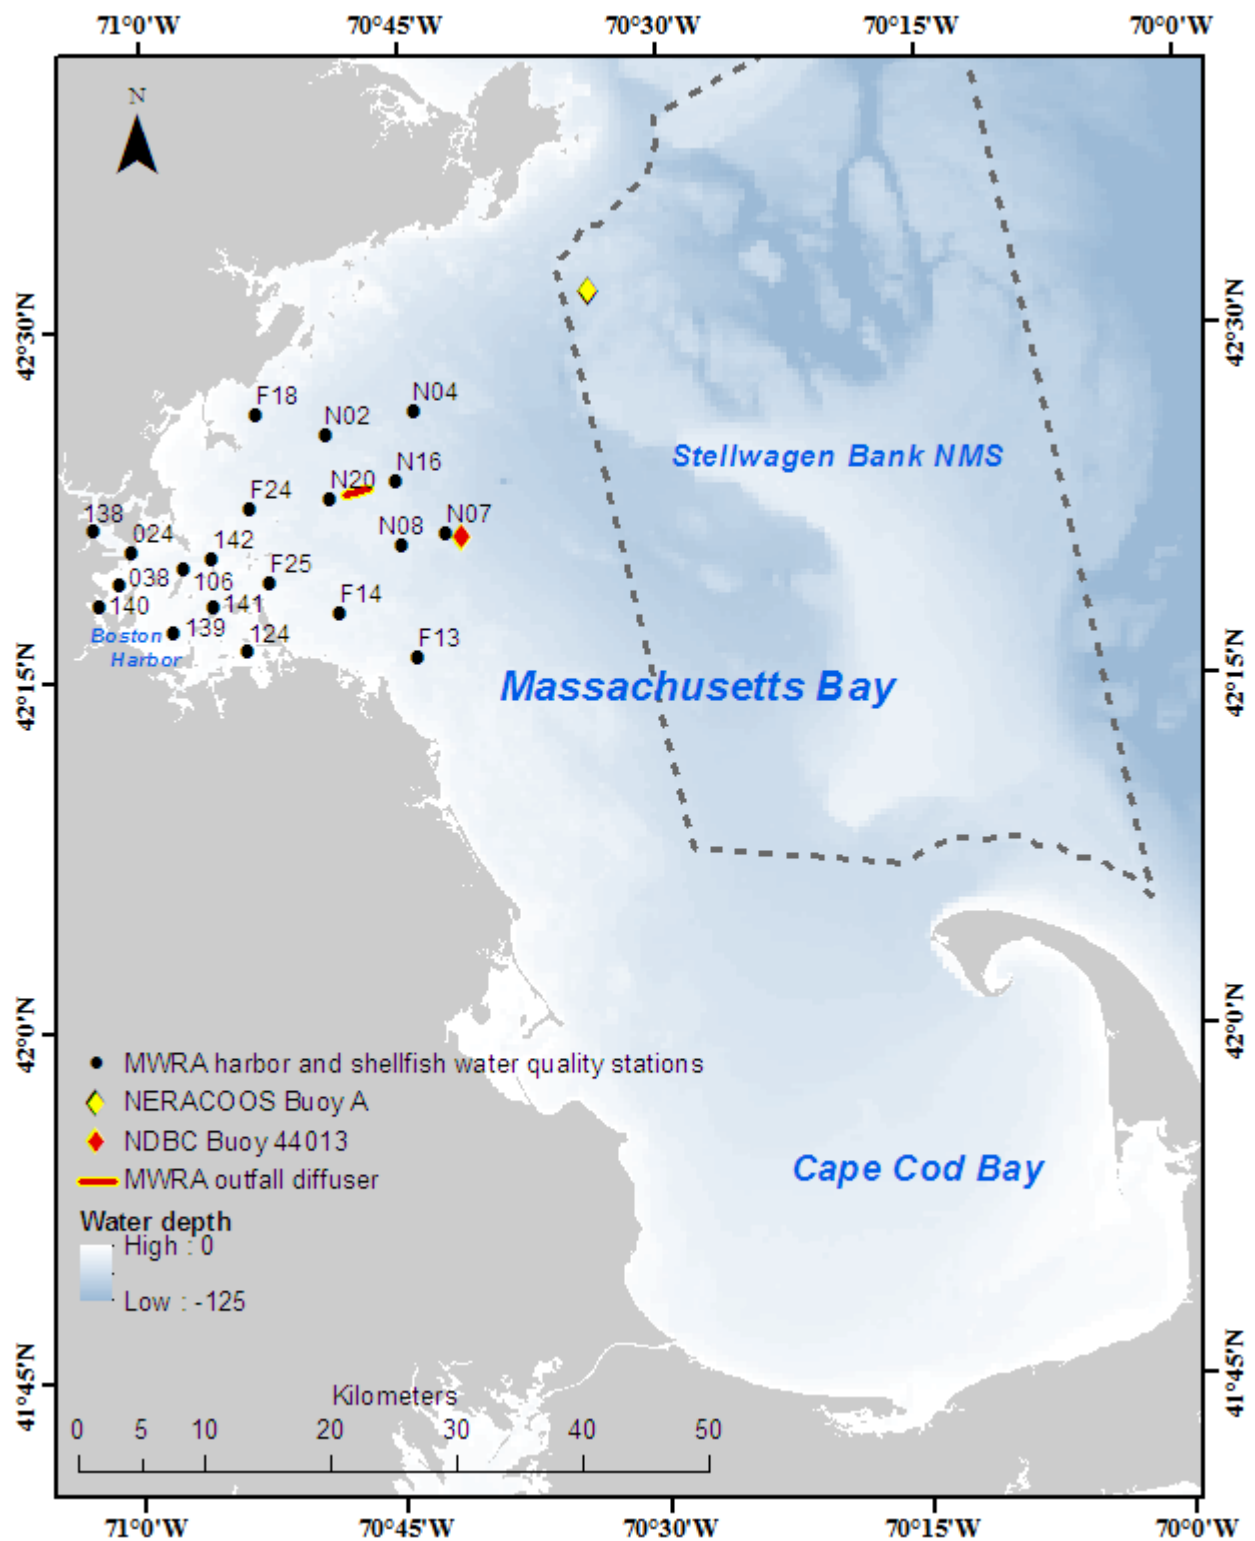 71°0'W 70°45'W 70°30'W 70°15'W 70°0'W
N
42°30'N 42°30'N
F18
N02
N04
Stellwagen Bank NMS
N16
N20
F24
N07
138
024
142
N08
F25
038
106
F14
140
141
139
124
F13
Boston
Harbor
42°15'N 42°15'N
Massachusetts Bay
42°0'N 42°0'N
MWRA harbor and shellfish water quality stations
NERACOOS Buoy A
NDBC Buoy 44013
MWRA outfall diffuser
Cape Cod Bay
Water depth
High : 0
Low : -125
41°45'N 41°45'N
Kilometers
0 5 10 20 30 40 50
71°0'W 70°45'W 70°30'W 70°15'W 70°0'W